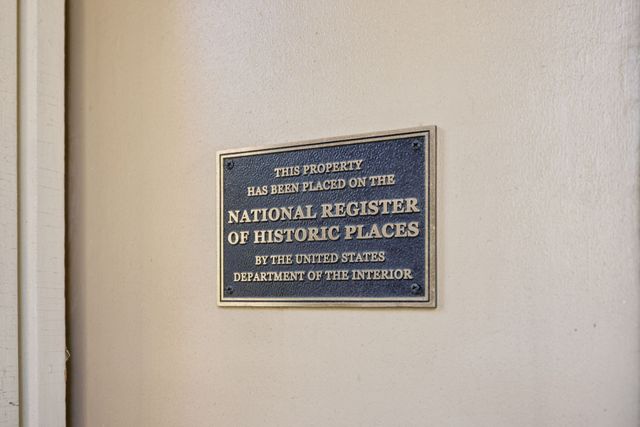 THIS PROPERTY
HAS BEEN PLACED ON THE
NATIONAL REGISTER
OF HISTORIC PLACES
BY THE UNITED STATES
DEPARTMENT OF THE INTERIOR